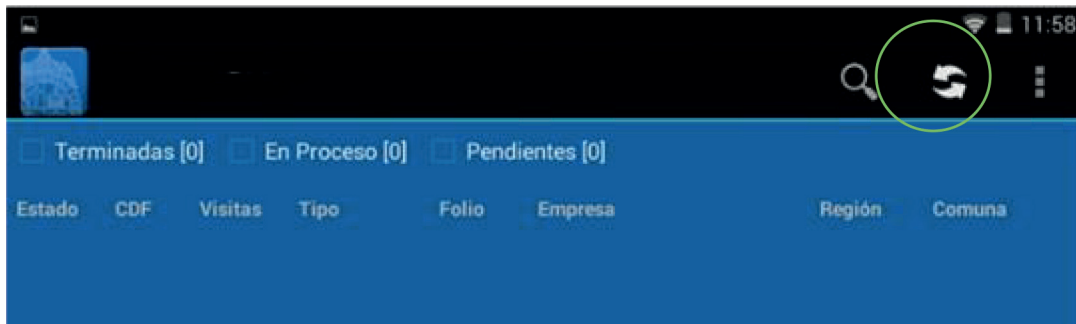 11:58
Terminadas [0] En Proceso [0] Pendientes [0]
Estado CDF Visitas Tipo Folio Empresa Región Comuna